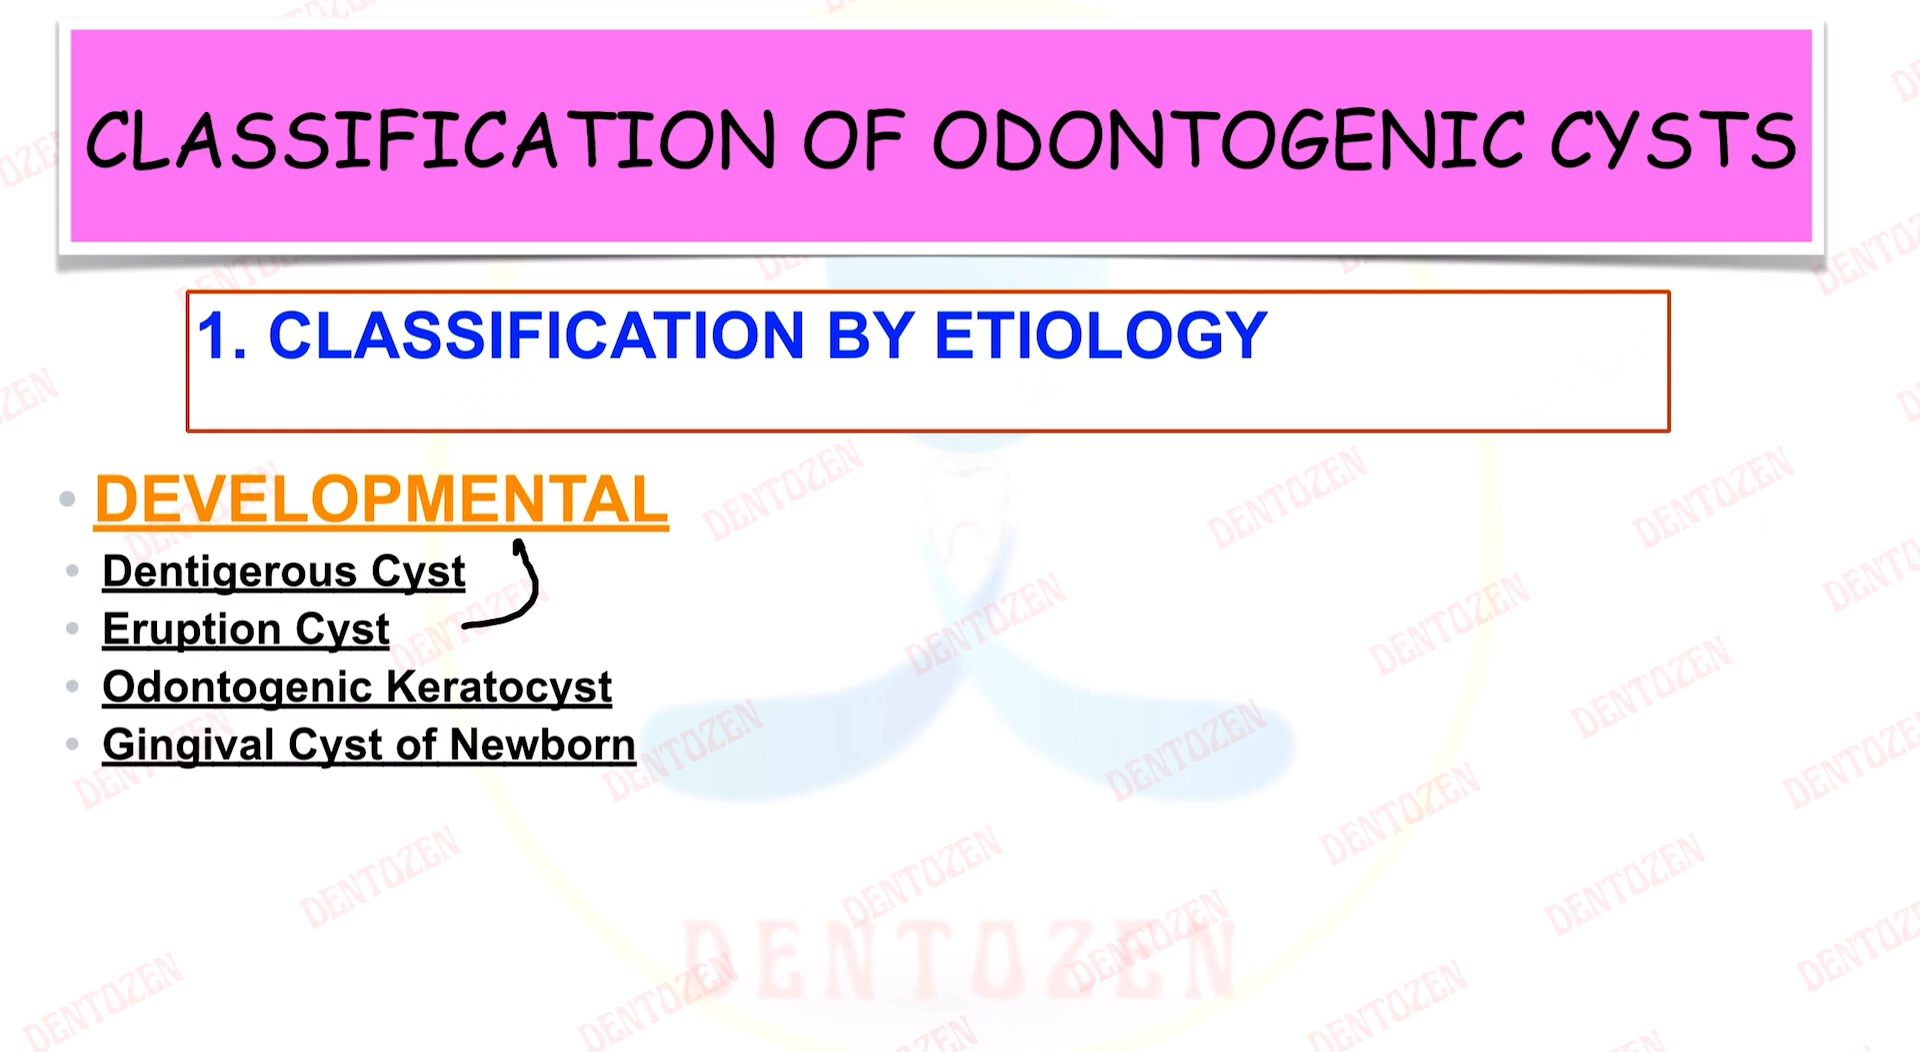 CLASSIFICATION OF ODONTOGENIC CYSTS
1. CLASSIFICATION BY ETIOLOGY
• DEVELOPMENTAL
• Dentigerous Cyst
• Eruption Cyst
• Odontogenic Keratocyst
• Gingival Cyst of Newborn
DENTOZEN